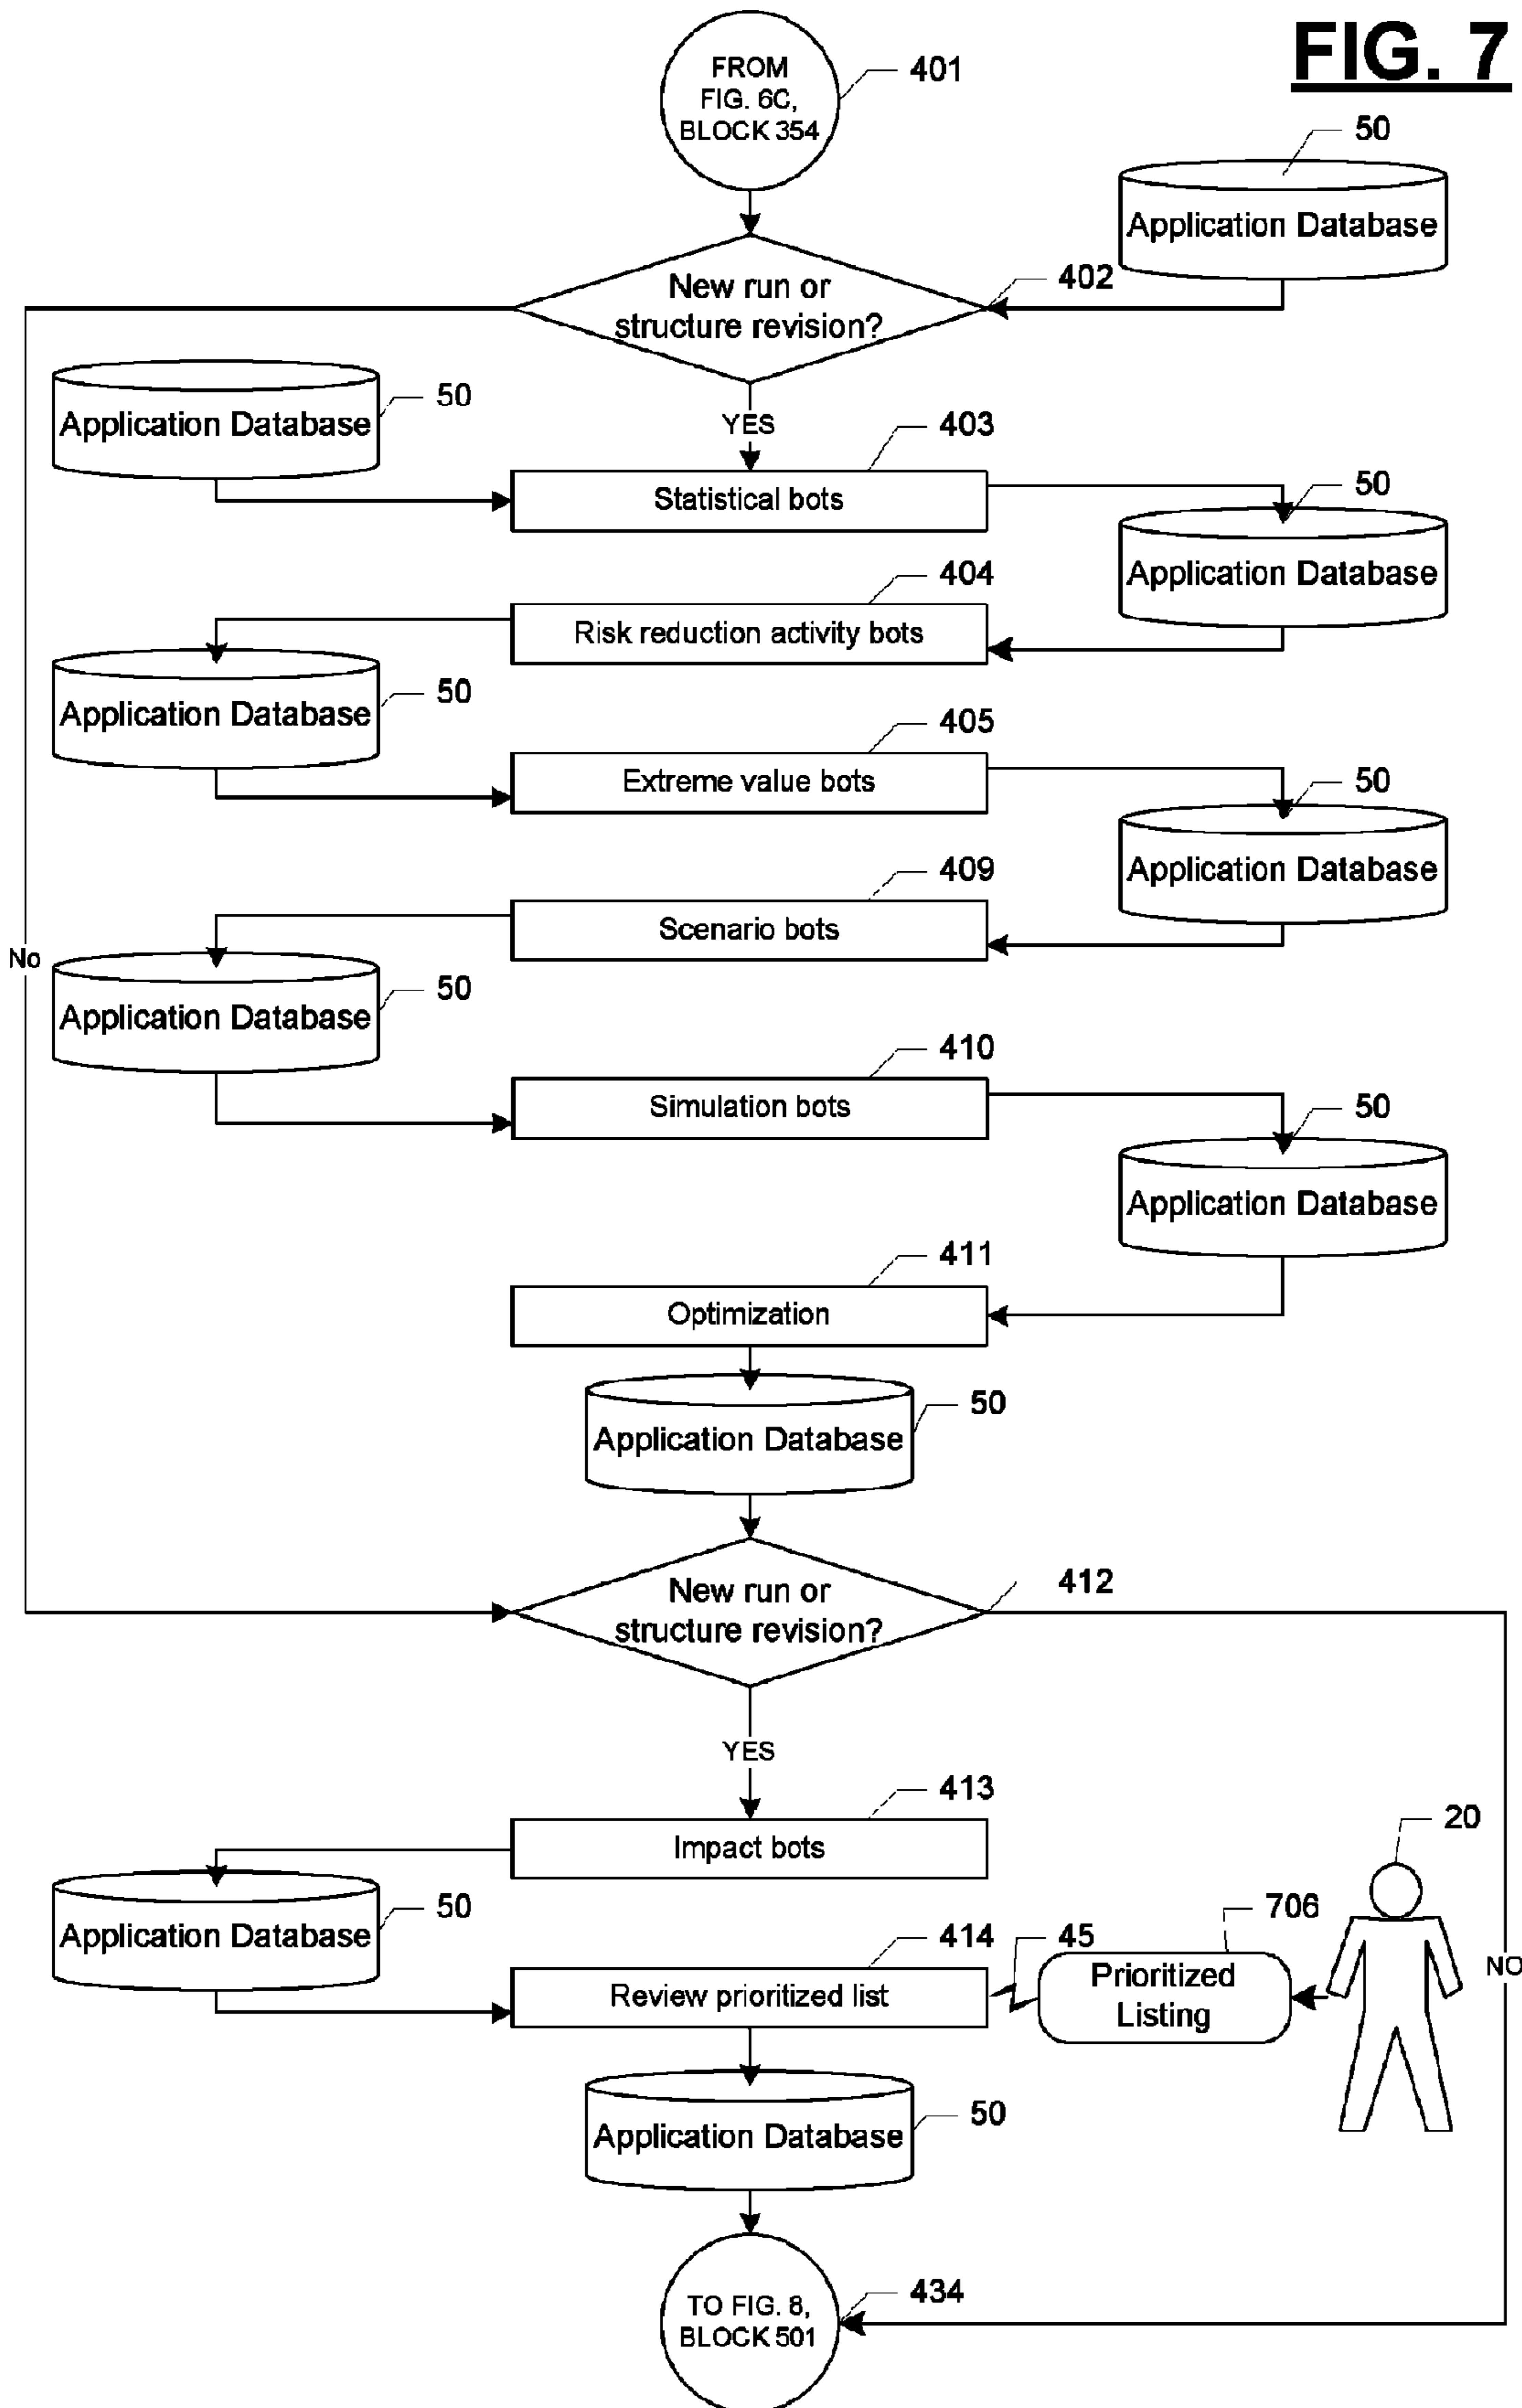 FIG. 7
FROM
FIG. 6C,
BLOCK 354
401
50
Application Database
New run or
structure revision?
402
Application Database
50
YES
403
Statistical bots
50
Application Database
404
Risk reduction activity bots
Application Database
50
405
Extreme value bots
50
Application Database
409
Scenario bots
No
Application Database
50
410
Simulation bots
50
Application Database
411
Optimization
Application Database
50
New run or
structure revision?
412
YES
413
Impact bots
20
Application Database
50
414
Review prioritized list
45
706
Prioritized
Listing
NO
Application Database
50
TO FIG. 8,
BLOCK 501
434